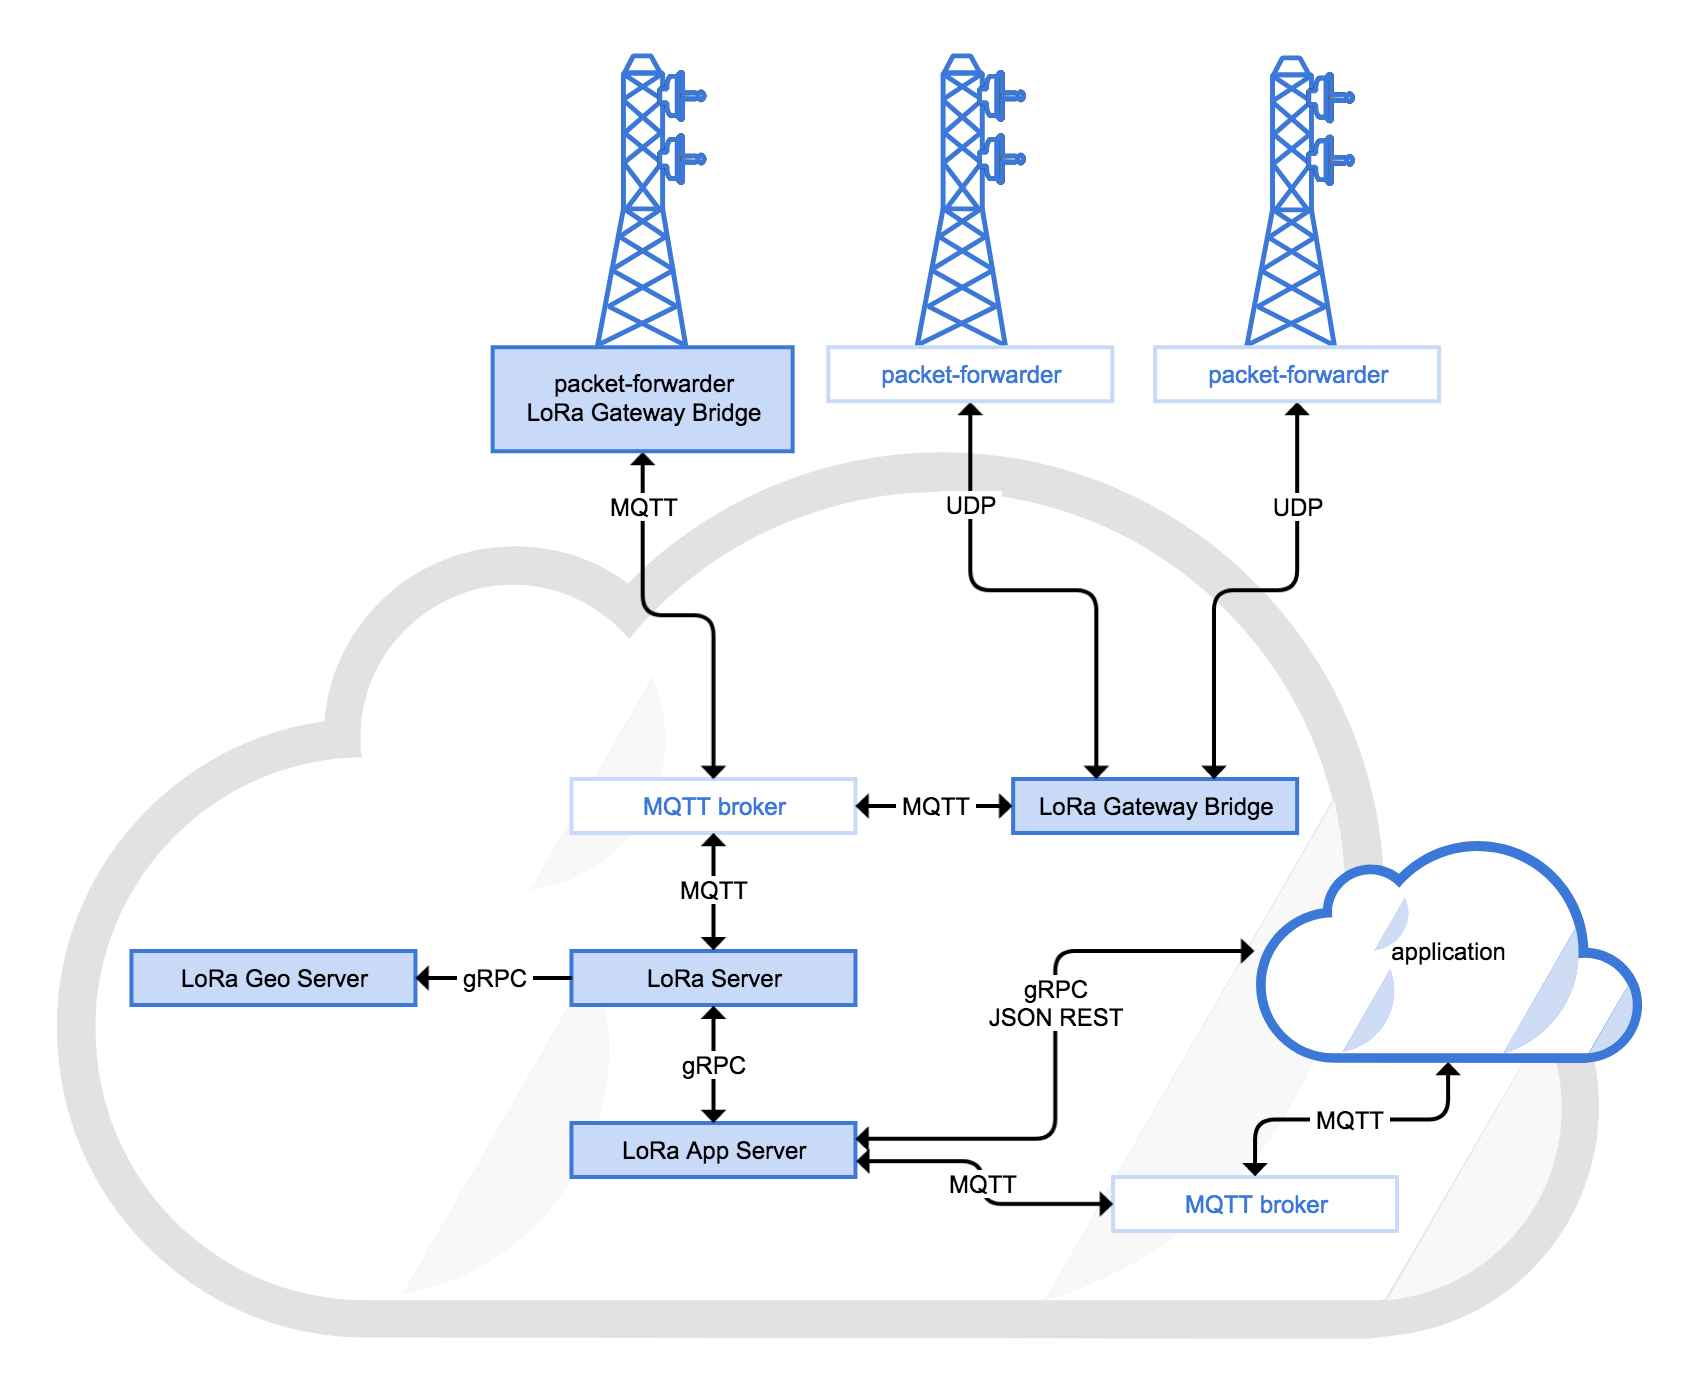 packet-forwarder
LoRa Gateway Bridge
packet-forwarder
packet-forwarder
MQTT
UDP
UDP
MQTT broker
MQTT
LoRa Gateway Bridge
MQTT
application
LoRa Geo Server
gRPC
LoRa Server
gRPC
JSON REST
gRPC
MQTT
LoRa App Server
MQTT
MQTT broker